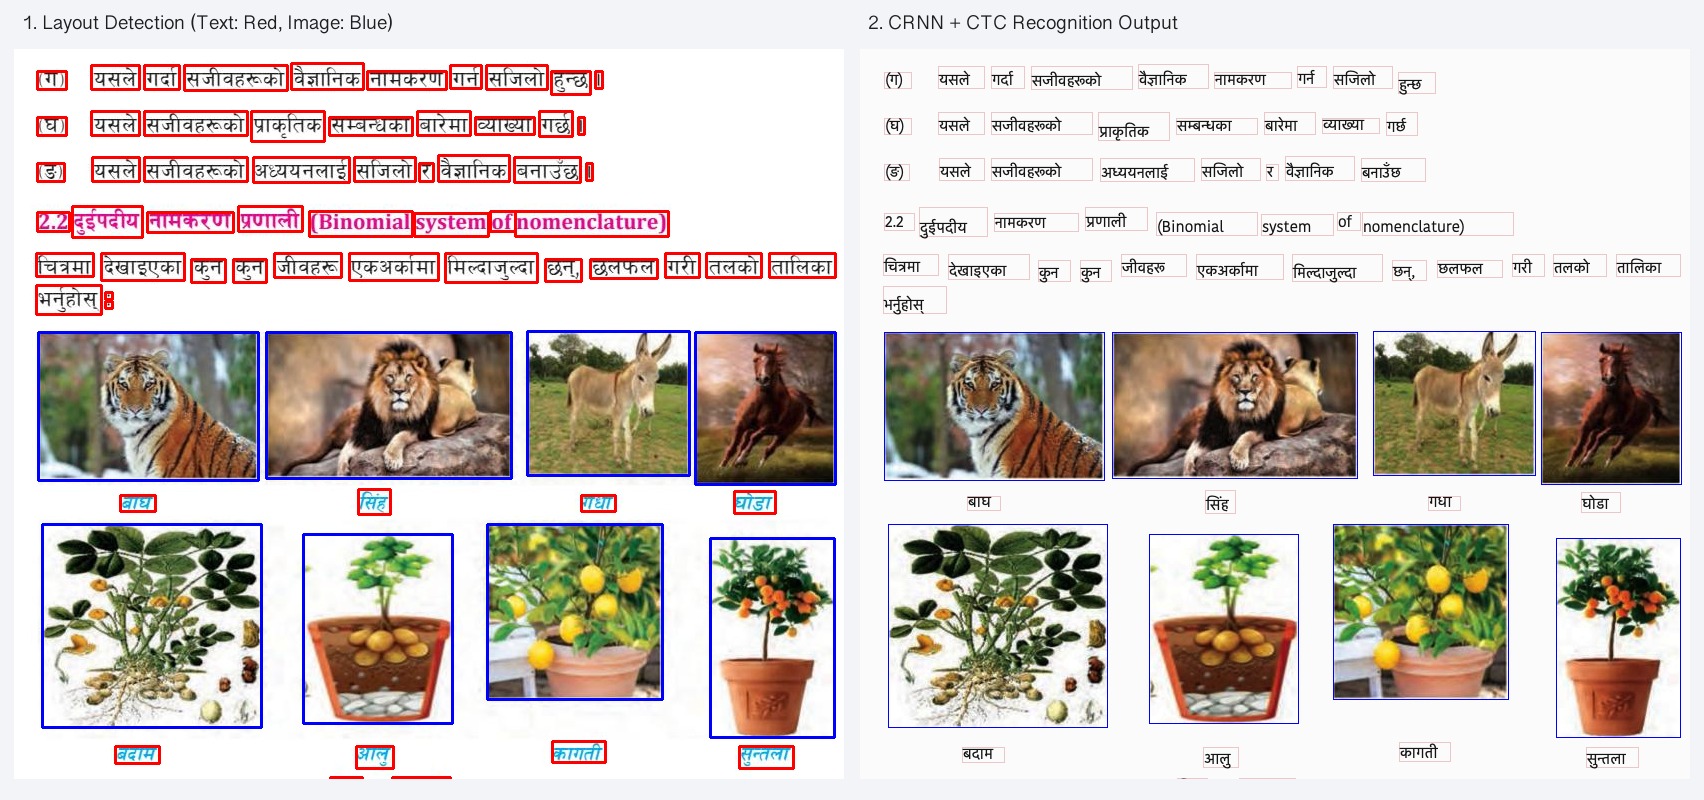 1. Layout Detection (Text: Red, Image: Blue)
(ग) यसले गर्दा सजीवहरूको वैज्ञानिक नामकरण गर्न सजिलो हुन्छ ।
(घ) यसले सजीवहरूको प्राकृतिक सम्बन्धका बारेमा व्याख्या गर्छ ।
(ङ) यसले सजीवहरूको अध्ययनलाई सजिलो र वैज्ञानिक बनाउँछ ।
2.2 दुईपदीय नामकरण प्रणाली (Binomial system of nomenclature)
चित्रमा देखाइएका कुन कुन जीवहरू एकअर्कामा मिल्दाजुल्दा छन्, छलफल गरी तलको तालिका
भर्नुहोस् :
बाघ सिंह गधा घोडा
बदाम आलु कागती सुन्तला
2. CRNN + CTC Recognition Output
(ग) यसले गर्दा सजीवहरूको वैज्ञानिक नामकरण गर्न सजिलो हुन्छ
(घ) यसले सजीवहरूको प्राकृतिक सम्बन्धका बारेमा व्याख्या गर्छ
(ङ) यसले सजीवहरूको अध्ययनलाई सजिलो र वैज्ञानिक बनाउँछ
2.2 दुईपदीय नामकरण प्रणाली (Binomial system of nomenclature)
चित्रमा देखाइएका कुन कुन जीवहरू एकअर्कामा मिल्दाजुल्दा छन्, छलफल गरी तलको तालिका
भर्नुहोस्
बाघ सिंह गधा घोडा
बदाम आलु कागती सुन्तला